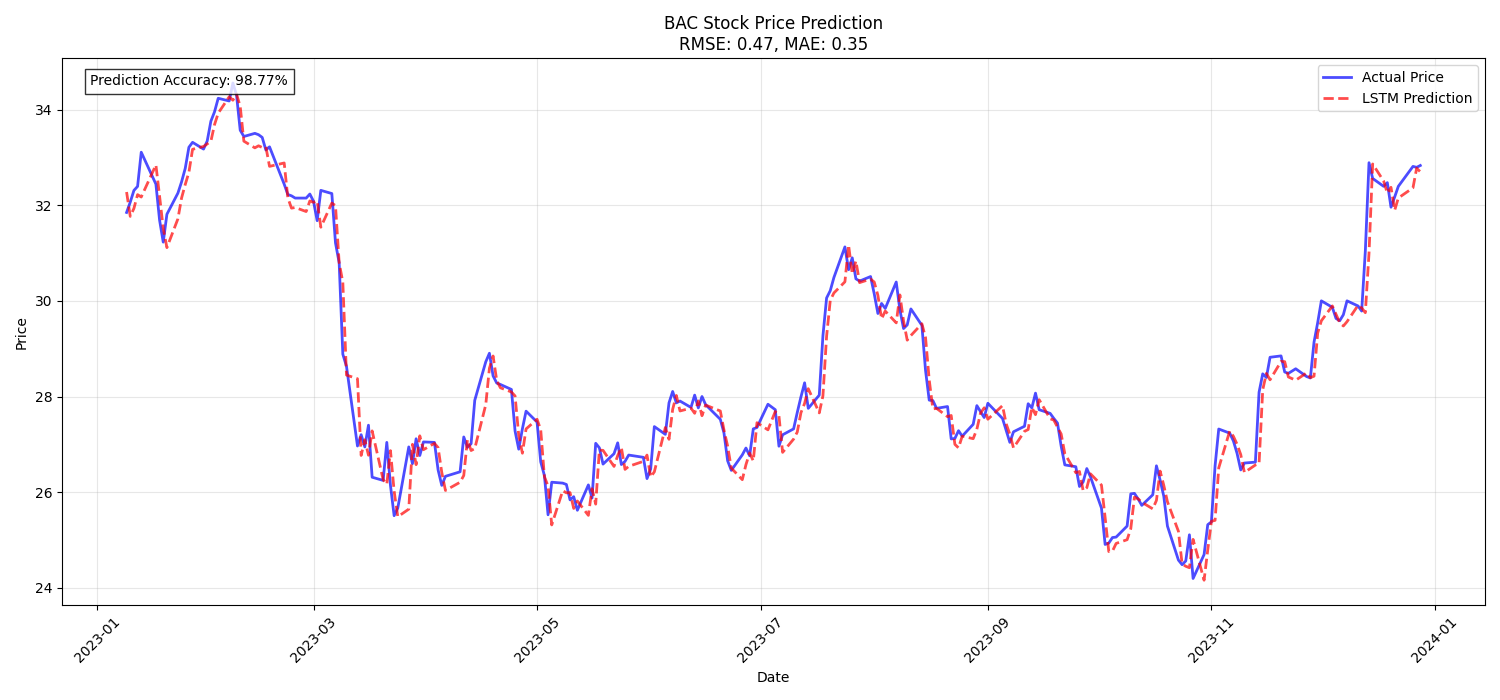 BAC Stock Price Prediction
RMSE: 0.47, MAE: 0.35
Prediction Accuracy: 98.77%
Actual Price
LSTM Prediction
34
32
30
28
26
24
Price
2023-01
2023-03
2023-05
2023-07
2023-09
2023-11
2024-01
Date